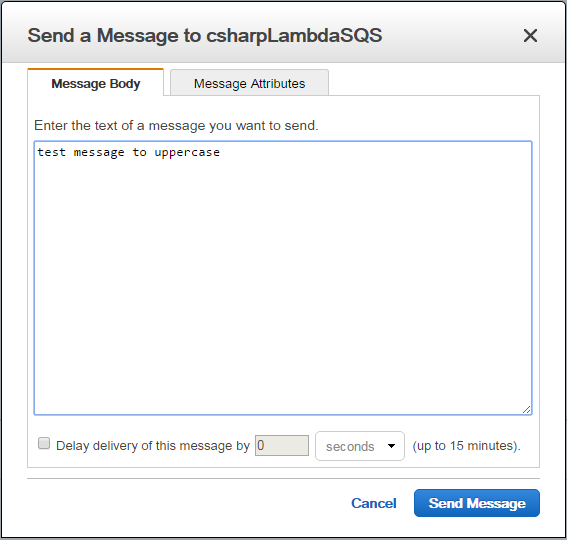 Send a Message to csharpLambdaSQS
Message Body Message Attributes
Enter the text of a message you want to send.
test message to uppercase
Delay delivery of this message by 0 seconds (up to 15 minutes).
Cancel Send Message